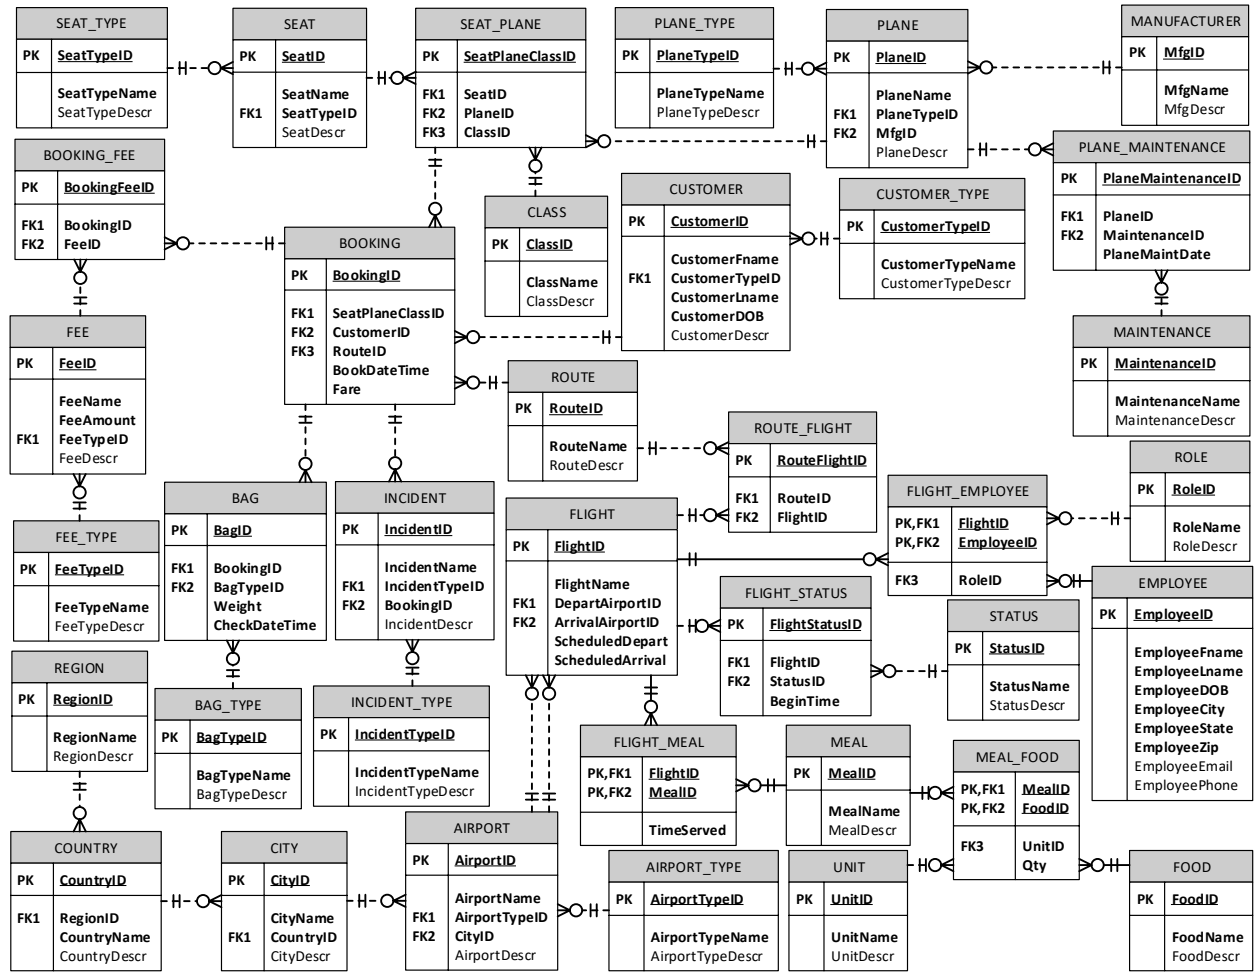 SEAT_TYPE
PK SeatTypeID
SeatTypeName
SeatTypeDescr
SEAT
PK SeatID
SeatName
FK1 SeatTypeID
SeatDescr
SEAT_PLANE
PK SeatPlaneClassID
FK1 SeatID
FK2 PlaneID
FK3 ClassID
PLANE_TYPE
PK PlaneTypeID
PlaneTypeName
PlaneTypeDescr
PLANE
PK PlaneID
PlaneName
FK1 PlaneTypeID
FK2 MfgID
PlaneDescr
MANUFACTURER
PK MfgID
MfgName
MfgDescr
BOOKING_FEE
PK BookingFeeID
FK1 BookingID
FK2 FeeID
BOOKING
PK BookingID
FK1 SeatPlaneClassID
FK2 CustomerID
FK3 RouteID
BookDateTime
Fare
CLASS
PK ClassID
ClassName
ClassDescr
CUSTOMER
PK CustomerID
CustomerFname
FK1 CustomerTypeID
CustomerLname
CustomerDOB
CustomerDescr
CUSTOMER_TYPE
PK CustomerTypeID
CustomerTypeName
CustomerTypeDescr
PLANE_MAINTENANCE
PK PlaneMaintenanceID
FK1 PlaneID
FK2 MaintenanceID
PlaneMaintDate
MAINTENANCE
PK MaintenanceID
MaintenanceName
MaintenanceDescr
FEE
PK FeeID
FeeName
FeeAmount
FK1 FeeTypeID
FeeDescr
ROUTE
PK RouteID
RouteName
RouteDescr
ROUTE_FLIGHT
PK RouteFlightID
FK1 RouteID
FK2 FlightID
ROLE
PK RoleID
RoleName
RoleDescr
FEE_TYPE
PK FeeTypeID
FeeTypeName
FeeTypeDescr
BAG
PK BagID
FK1 BookingID
FK2 BagTypeID
Weight
CheckDateTime
INCIDENT
PK IncidentID
IncidentName
FK1 IncidentTypeID
FK2 BookingID
IncidentDescr
FLIGHT
PK FlightID
FlightName
FK1 DepartAirportID
FK2 ArrivalAirportID
ScheduledDepart
ScheduledArrival
FLIGHT_EMPLOYEE
PK,FK1 FlightID
PK,FK2 EmployeeID
FK3 RoleID
FLIGHT_STATUS
PK FlightStatusID
FK1 FlightID
FK2 StatusID
BeginTime
STATUS
PK StatusID
StatusName
StatusDescr
EMPLOYEE
PK EmployeeID
EmployeeFname
EmployeeLname
EmployeeDOB
EmployeeCity
EmployeeState
EmployeeZip
EmployeeEmail
EmployeePhone
REGION
PK RegionID
RegionName
RegionDescr
BAG_TYPE
PK BagTypeID
BagTypeName
BagTypeDescr
INCIDENT_TYPE
PK IncidentTypeID
IncidentTypeName
IncidentTypeDescr
FLIGHT_MEAL
PK,FK1 FlightID
PK,FK2 MealID
TimeServed
MEAL
PK MealID
MealName
MealDescr
MEAL_FOOD
PK,FK1 MealID
PK,FK2 FoodID
FK3 UnitID
Qty
COUNTRY
PK CountryID
FK1 RegionID
CountryName
CountryDescr
CITY
PK CityID
CityName
FK1 CountryID
CityDescr
AIRPORT
PK AirportID
AirportName
FK1 AirportTypeID
FK2 CityID
AirportDescr
AIRPORT_TYPE
PK AirportTypeID
AirportTypeName
AirportTypeDescr
UNIT
PK UnitID
UnitName
UnitDescr
FOOD
PK FoodID
FoodName
FoodDescr